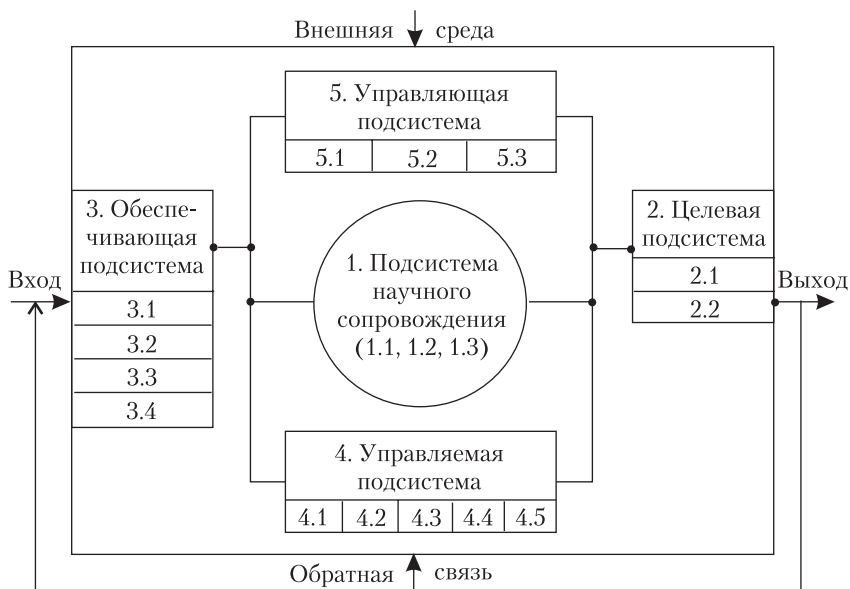 Внешняя среда
5. Управляющая
подсистема
5.1 5.2 5.3
3. Обеспе-
чивающая
подсистема
3.1
3.2
3.3
3.4
2. Целевая
подсистема
2.1
2.2
Вход
Выход
1. Подсистема
научного
сопровождения
(1.1, 1.2, 1.3)
4. Управляемая
подсистема
4.1 4.2 4.3 4.4 4.5
Обратная связь